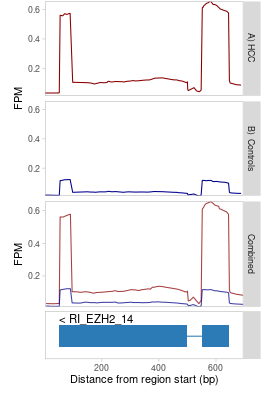 0.6
0.4
0.2
FPM
A) HCC
0.6
0.4
0.2
B) Controls
0.6
0.4
0.2
FPM
Combined
< RI_EZH2_14
200 400 600
Distance from region start (bp)